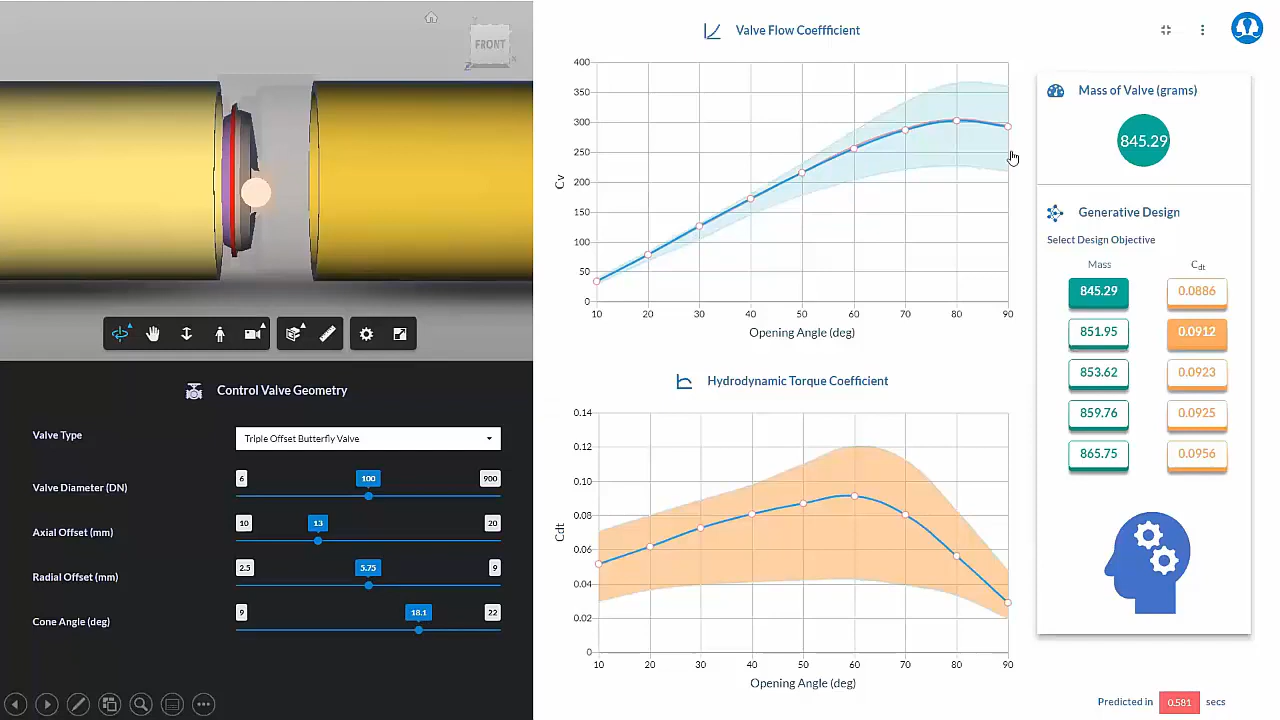 FRONT
Z
Control Valve Geometry
Valve Type
Triple Offset Butterfly Valve
Valve Diameter (DN)
6
100
900
Axial Offset (mm)
10
13
20
Radial Offset (mm)
2.5
5.75
9
Cone Angle (deg)
9
18.1
22
Valve Flow Coeffficient
Cv
400
350
300
250
200
150
100
50
0
10 20 30 40 50 60 70 80 90
Opening Angle (deg)
Hydrodynamic Torque Coefficient
Cdt
0.14
0.12
0.10
0.08
0.06
0.04
0.02
0
10 20 30 40 50 60 70 80 90
Opening Angle (deg)
Mass of Valve (grams)
845.29
Generative Design
Select Design Objective
Mass Cdt
845.29 0.0886
851.95 0.0912
853.62 0.0923
859.76 0.0925
865.75 0.0956
Predicted in 0.581 secs